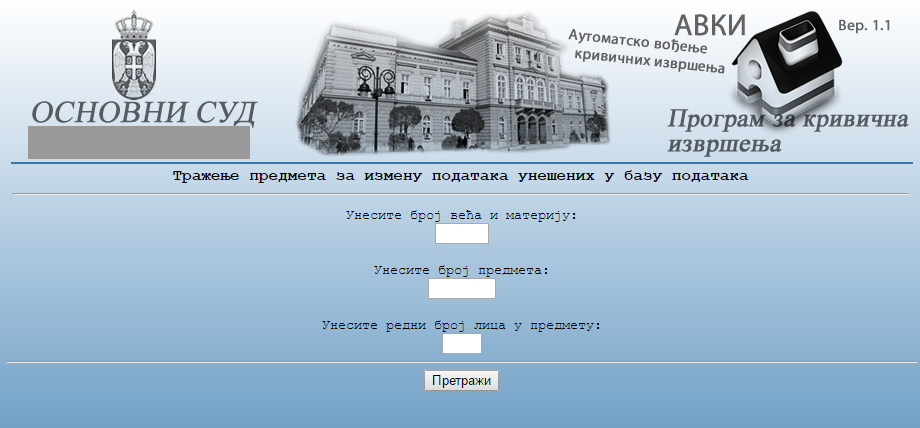 АВКИ
Вер. 1.1
Аутоматско вођење
кривичних извршења
ОСНОВНИ СУД
Програм за кривична
извршења
Тражење предмета за измену података унешених у базу података
Унесите број већа и материју:
Унесите број предмета:
Унесите редни број лица у предмету:
Претражи